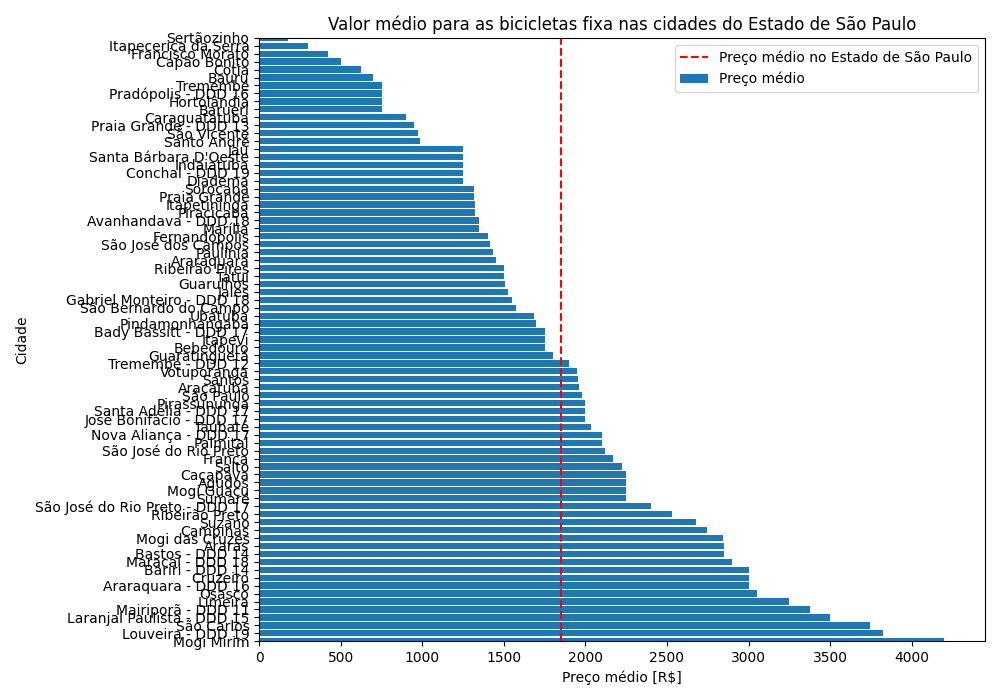 Valor médio para as bicicletas fixa nas cidades do Estado de São Paulo
Preço médio no Estado de São Paulo
Preço médio
Cidade
Sertãozinho
Itapecerica da Serra
Francisco Morato
Capão Bonito
Cotia
Bauru
Tremembé
Pradópolis - DDD 16
Hortolândia
Barueri
Caraguatatuba
Praia Grande - DDD 13
São Vicente
Santo André
Jaú
Santa Bárbara D'Oeste
Indaiatuba
Conchal - DDD 19
Diadema
Sorocaba
Praia Grande
Itapetininga
Piracicaba
Avanhandava - DDD 18
Marília
Fernandópolis
São José dos Campos
Paulínia
Araraquara
Ribeirão Pires
Tatuí
Guarulhos
Jales
Gabriel Monteiro - DDD 18
São Bernardo do Campo
Ubatuba
Pindamonhangaba
Bady Bassitt - DDD 17
Itapevi
Bebedouro
Guaratinguetá
Tremembé - DDD 12
Votuporanga
Santos
Araçatuba
São Paulo
Pirassununga
Santa Adélia - DDD 17
José Bonifácio - DDD 17
Taubaté
Nova Aliança - DDD 17
Palmital
São José do Rio Preto
Franca
Salto
Caçapava
Agudos
Mogi Guaçu
Sumaré
São José do Rio Preto - DDD 17
Ribeirão Preto
Suzano
Campinas
Mogi das Cruzes
Araras
Bastos - DDD 14
Maracaí - DDD 18
Bariri - DDD 14
Cruzeiro
Araraquara - DDD 16
Osasco
Limeira
Mairiporã - DDD 11
Laranjal Paulista - DDD 15
São Carlos
Louveira - DDD 19
Mogi Mirim
0 500 1000 1500 2000 2500 3000 3500 4000
Preço médio [R$]